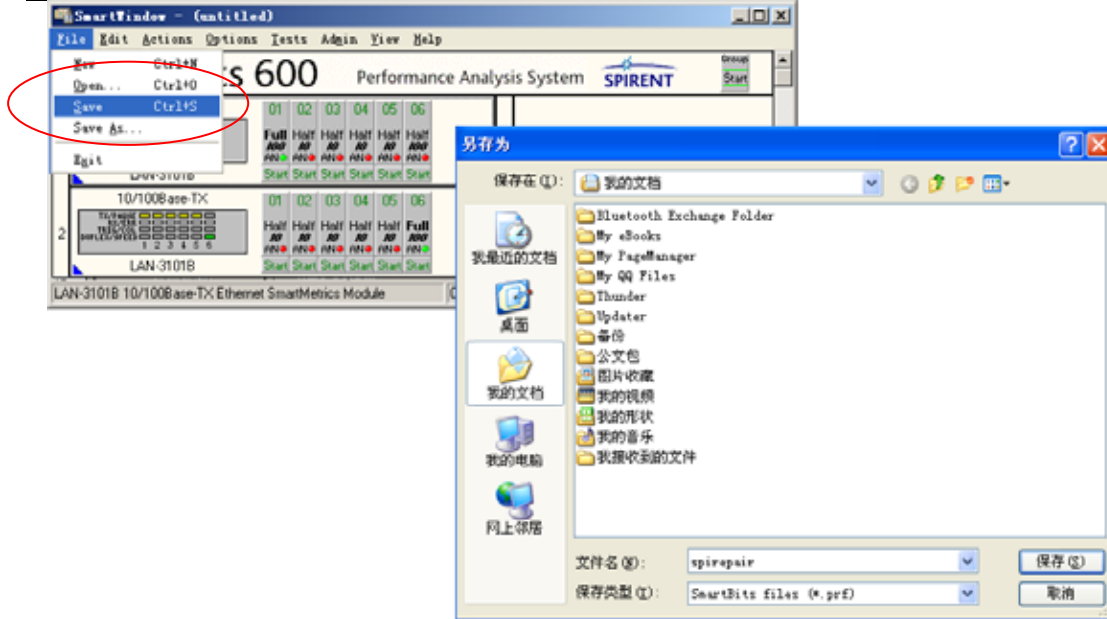 SmartWindow - (untitled)
File Edit Actions Options Tests Admin View Help
New Ctrl+N
Open... Ctrl+O
Save Ctrl+S
Save As...
Exit
s 600 Performance Analysis System SPIRENT
Group
Start
01 02 03 04 05 06
Full Half Half Half Half Half
LAN-3101B
Start Start Start Start Start Start
10/100Base-TX
01 02 03 04 05 06
Half Half Half Half Half Full
2
1 2 3 4 5 6
LAN-3101B
Start Start Start Start Start Start
LAN-3101B 10/100Base-TX Ethernet SmartMetrics Module
另存为
保存在(I):
我的文档
我最近的文档
桌面
我的文档
我的电脑
网上邻居
Bluetooth Exchange Folder
My eBooks
My PageManager
My QQ Files
Thunder
Updater
备份
公文包
图片收藏
我的视频
我的形状
我的音乐
我接收到的文件
文件名(N):
spirepair
保存(S)
保存类型(T):
SmartBits files (*.prf)
取消